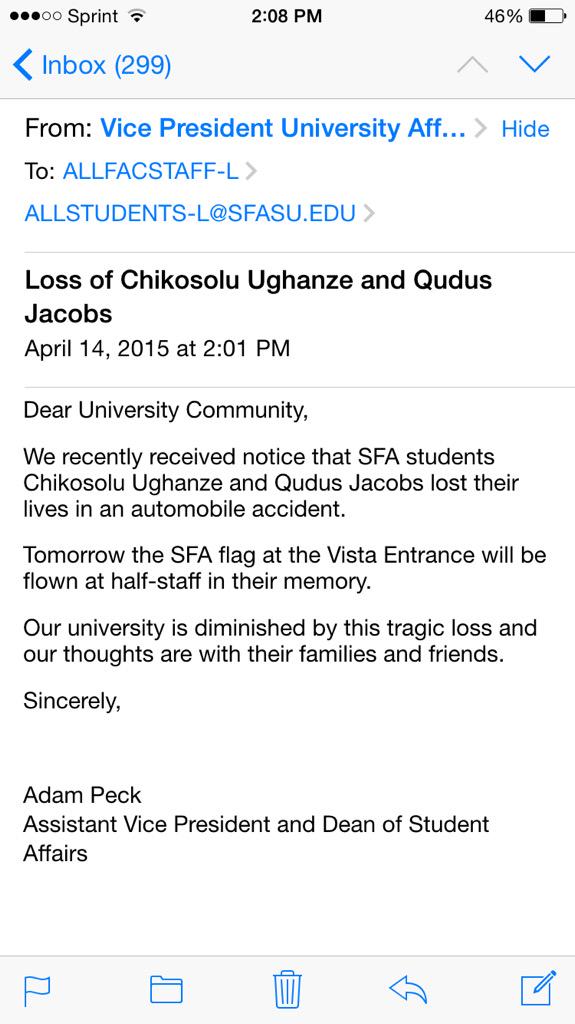 Sprint 2:08 PM 46%
Inbox (299)
From: Vice President University Aff... Hide
To: ALLFACSTAFF-L
ALLSTUDENTS-L@SFASU.EDU
Loss of Chikosolu Ughanze and Qudus
Jacobs
April 14, 2015 at 2:01 PM
Dear University Community,
We recently received notice that SFA students
Chikosolu Ughanze and Qudus Jacobs lost their
lives in an automobile accident.
Tomorrow the SFA flag at the Vista Entrance will be
flown at half-staff in their memory.
Our university is diminished by this tragic loss and
our thoughts are with their families and friends.
Sincerely,
Adam Peck
Assistant Vice President and Dean of Student
Affairs